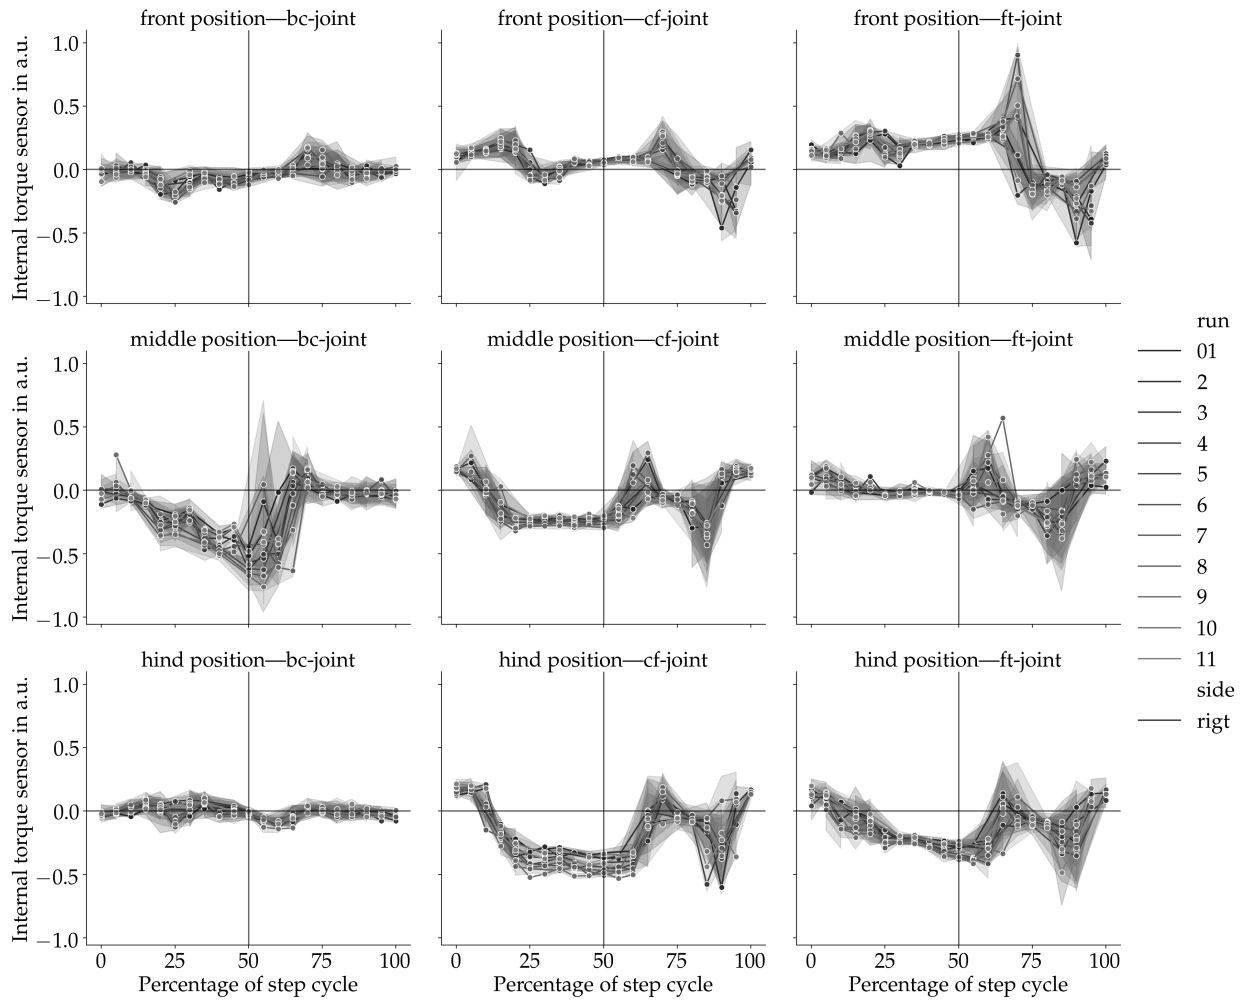 front position—bc-joint
front position—cf-joint
front position—ft-joint
Internal torque sensor in a.u.
1.0
0.5
0.0
−0.5
−1.0
middle position—bc-joint
middle position—cf-joint
middle position—ft-joint
Internal torque sensor in a.u.
1.0
0.5
0.0
−0.5
−1.0
hind position—bc-joint
hind position—cf-joint
hind position—ft-joint
Internal torque sensor in a.u.
1.0
0.5
0.0
−0.5
−1.0
0 25 50 75 100
0 25 50 75 100
0 25 50 75 100
Percentage of step cycle
Percentage of step cycle
Percentage of step cycle
run
01
2
3
4
5
6
7
8
9
10
11
side
rigt